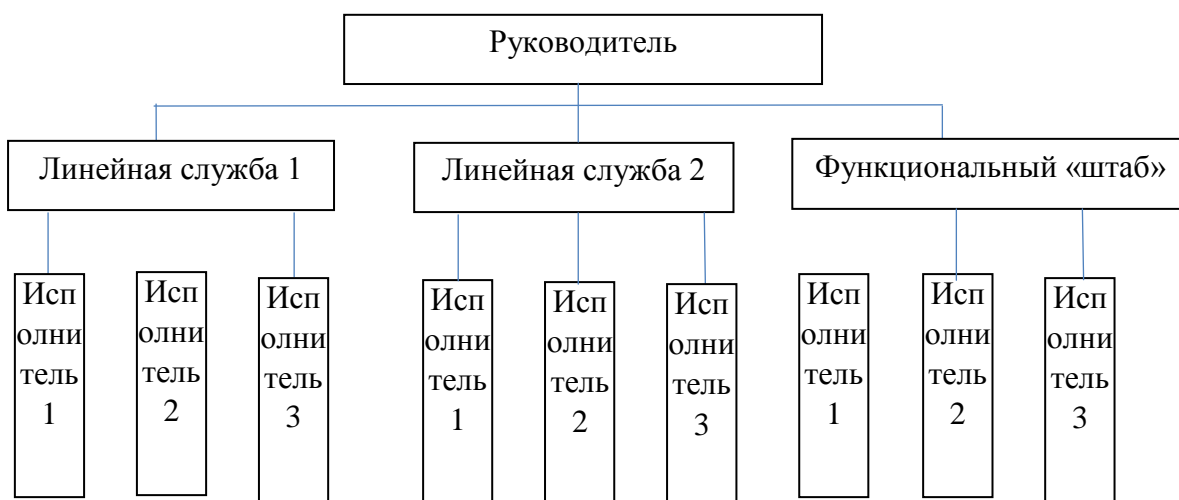 Руководитель
Линейная служба 1
Линейная служба 2
Функциональный «штаб»
Исп
олни
тель
1
Исп
олни
тель
2
Исп
олни
тель
3
Исп
олни
тель
1
Исп
олни
тель
2
Исп
олни
тель
3
Исп
олни
тель
1
Исп
олни
тель
2
Исп
олни
тель
3